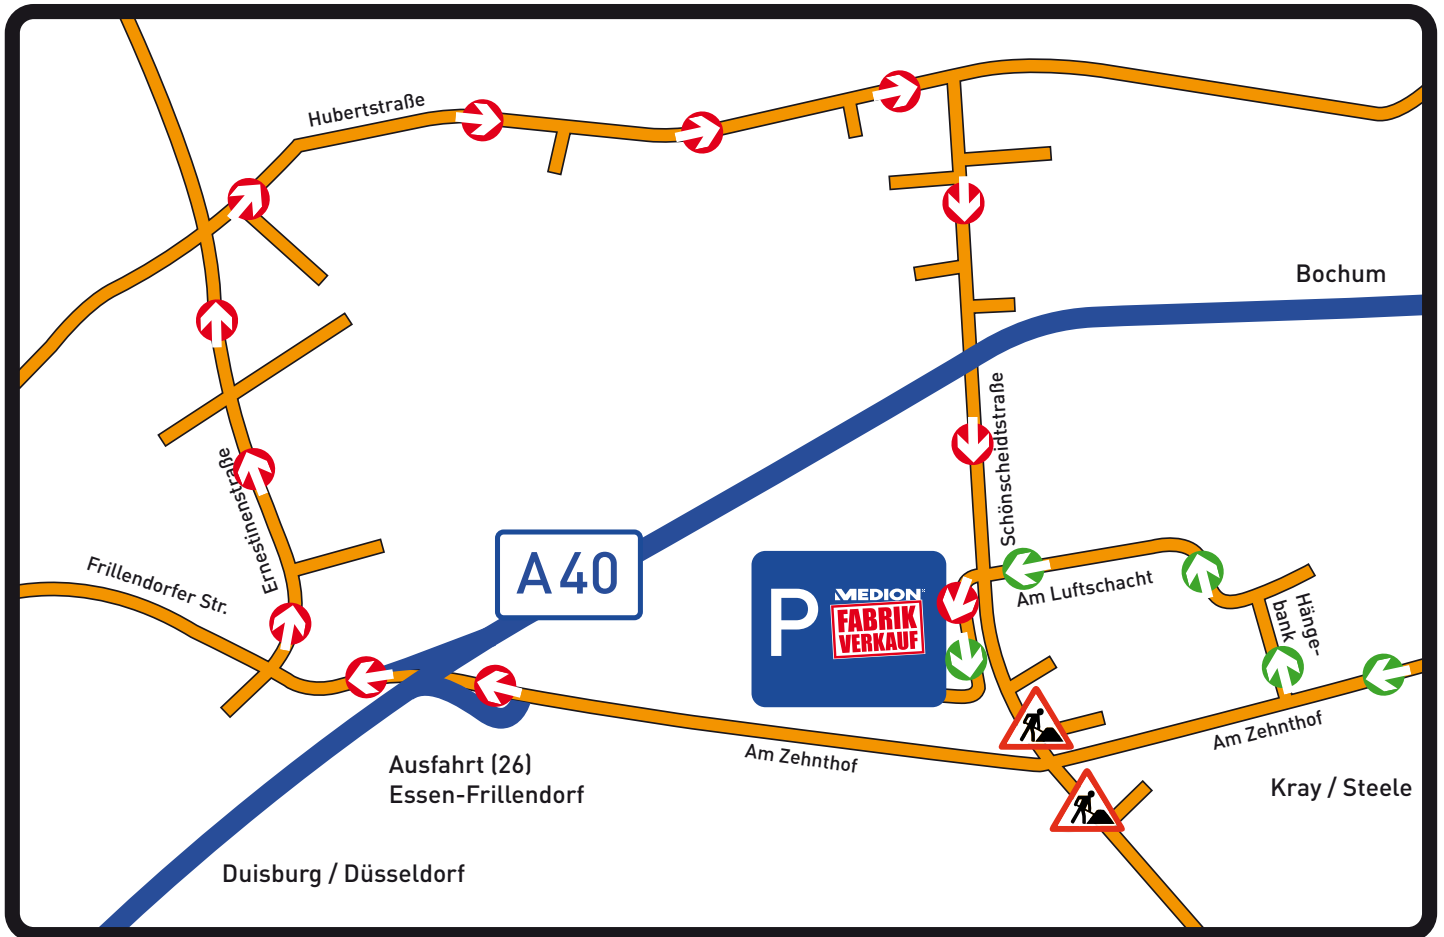 Hubertstraße
Bochum
Schönscheidtstraße
Ernestinenstraße
Frillendorfer Str.
A 40
P
MEDION®
FABRIK
VERKAUF
Am Luftschacht
Hänge-
bank
Am Zehnthof
Am Zehnthof
Ausfahrt (26)
Essen-Frillendorf
Kray / Steele
Duisburg / Düsseldorf